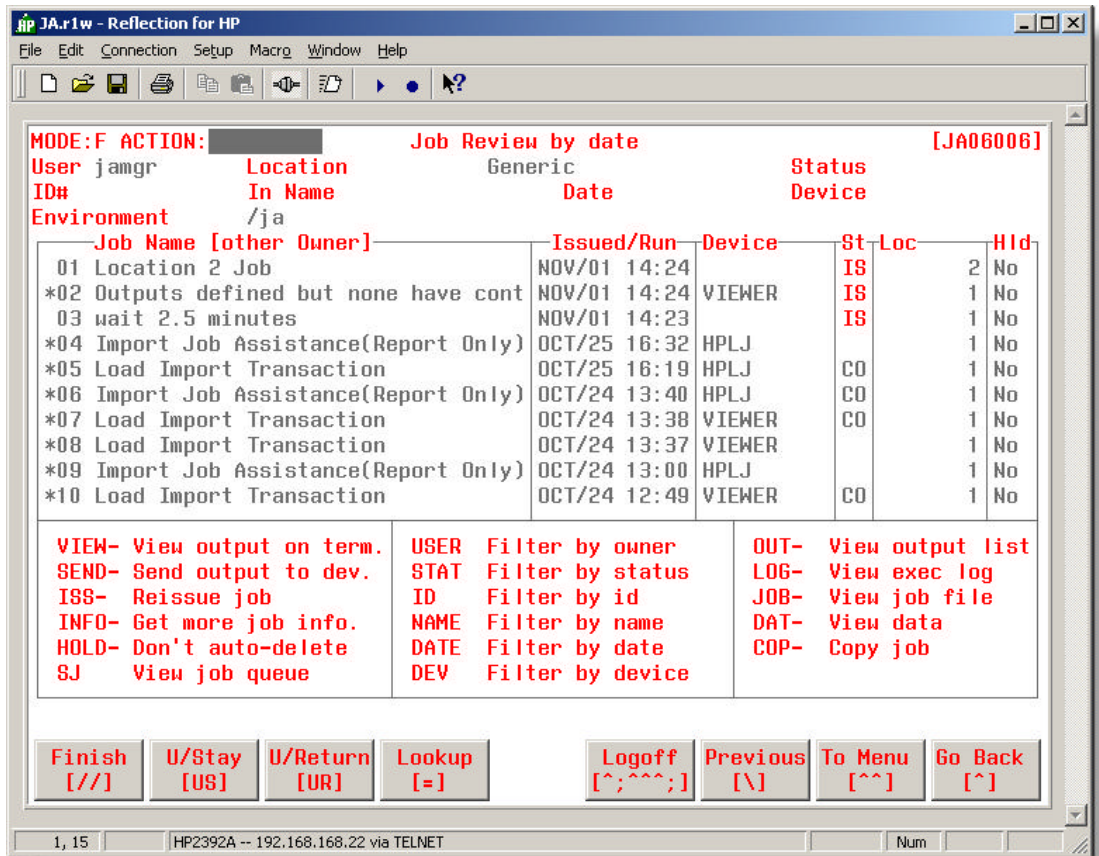 JA.r1w - Reflection for HP
File Edit Connection Setup Macro Window Help
MODE:F ACTION: Job Review by date [JA06006]
User jamgr Location Generic Status
ID# In Name Date Device
Environment /ja
Job Name [other Owner] Issued/Run Device St Loc Hld
01 Location 2 Job NOV/01 14:24 IS 2 No
*02 Outputs defined but none have cont NOV/01 14:24 VIEWER IS 1 No
03 wait 2.5 minutes NOV/01 14:23 IS 1 No
*04 Import Job Assistance(Report Only) OCT/25 16:32 HPLJ 1 No
*05 Load Import Transaction OCT/25 16:19 HPLJ CO 1 No
*06 Import Job Assistance(Report Only) OCT/24 13:40 HPLJ CO 1 No
*07 Load Import Transaction OCT/24 13:38 VIEWER CO 1 No
*08 Load Import Transaction OCT/24 13:37 VIEWER 1 No
*09 Import Job Assistance(Report Only) OCT/24 13:00 HPLJ 1 No
*10 Load Import Transaction OCT/24 12:49 VIEWER CO 1 No
VIEW- View output on term. USER Filter by owner OUT- View output list
SEND- Send output to dev. STAT Filter by status LOG- View exec log
ISS- Reissue job ID Filter by id JOB- View job file
INFO- Get more job info. NAME Filter by name DAT- View data
HOLD- Don't auto-delete DATE Filter by date COP- Copy job
SJ View job queue DEV Filter by device
Finish U/Stay U/Return Lookup Logoff Previous To Menu Go Back
[//] [US] [UR] [=] [^;^^^;] [\] [^^] [^]
1, 15 HP2392A -- 192.168.168.22 via TELNET Num